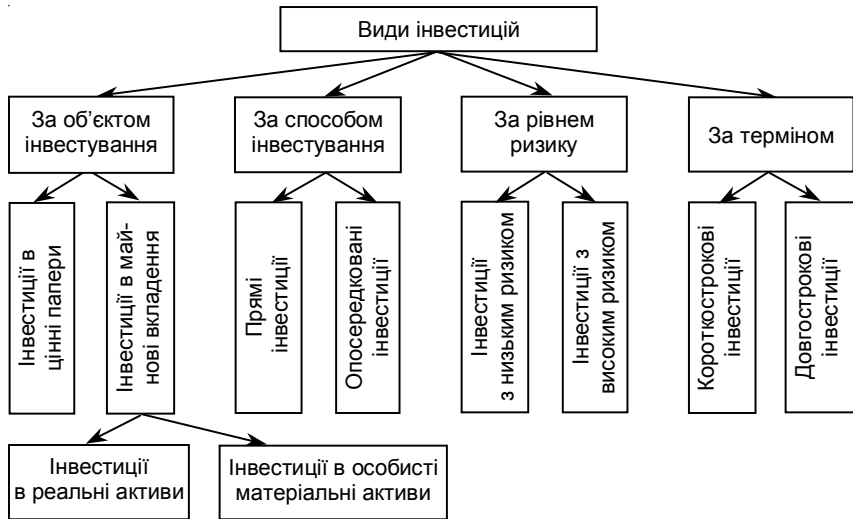 Види інвестицій
За об’єктом
інвестування
За способом
інвестування
За рівнем
ризику
За терміном
Інвестиції в
цінні папери
Інвестиції в май-
нові вкладення
Прямі
інвестиції
Опосередковані
інвестиції
Інвестиції
з низьким ризиком
Інвестиції з
високим ризиком
Короткострокові
інвестиції
Довгострокові
інвестиції
Інвестиції
в реальні активи
Інвестиції в особисті
матеріальні активи